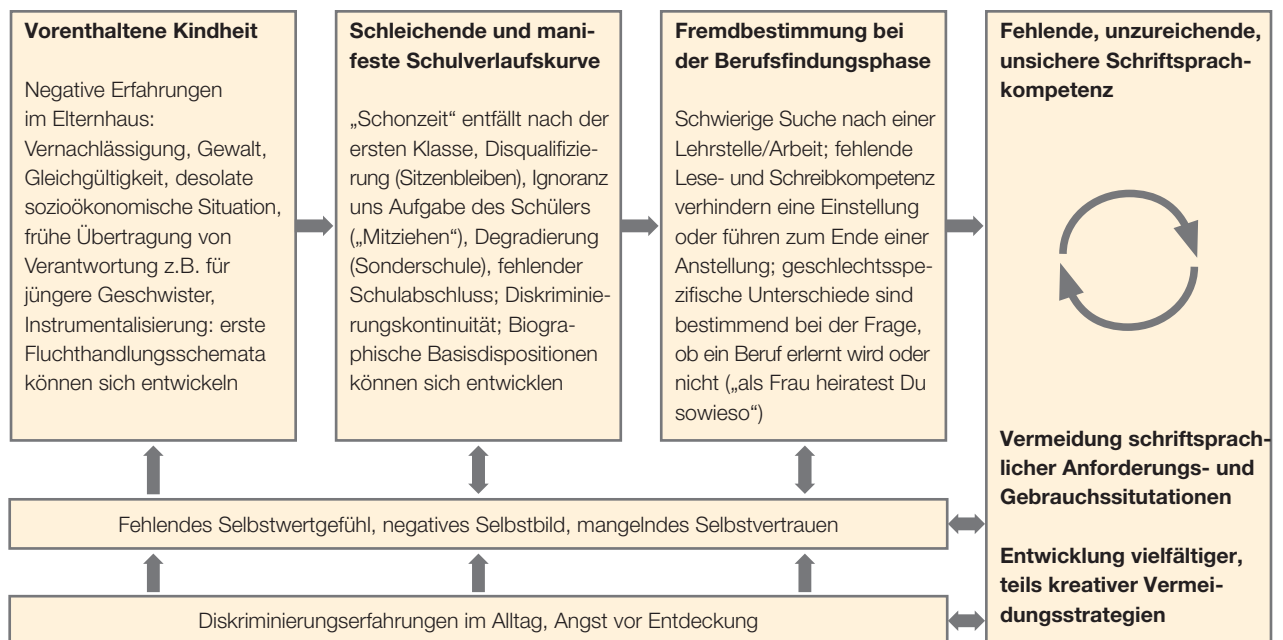 Vorenthaltene Kindheit
Negative Erfahrungen
im Elternhaus:
Vernachlässigung, Gewalt,
Gleichgültigkeit, desolate
sozioökonomische Situation,
frühe Übertragung von
Verantwortung z.B. für
jüngere Geschwister,
Instrumentalisierung: erste
Fluchthandlungsschemata
können sich entwickeln
Schleichende und mani-
feste Schulverlaufskurve
„Schonzeit“ entfällt nach der
ersten Klasse, Disqualifizie-
rung (Sitzenbleiben), Ignoranz
uns Aufgabe des Schülers
(„Mitziehen“), Degradierung
(Sonderschule), fehlender
Schulabschluss; Diskriminie-
rungskontinuität; Biogra-
phische Basisdispositionen
können sich entwicklen
Fremdbestimmung bei
der Berufsfindungsphase
Schwierige Suche nach einer
Lehrstelle/Arbeit; fehlende
Lese- und Schreibkompetenz
verhindern eine Einstellung
oder führen zum Ende einer
Anstellung; geschlechtsspe-
zifische Unterschiede sind
bestimmend bei der Frage,
ob ein Beruf erlernt wird oder
nicht („als Frau heiratest Du
sowieso“)
Fehlende, unzureichende,
unsichere Schriftsprach-
kompetenz
Vermeidung schriftsprach-
licher Anforderungs- und
Gebrauchssitutationen
Entwicklung vielfältiger,
teils kreativer Vermei-
dungsstrategien
Fehlendes Selbstwertgefühl, negatives Selbstbild, mangelndes Selbstvertrauen
Diskriminierungserfahrungen im Alltag, Angst vor Entdeckung